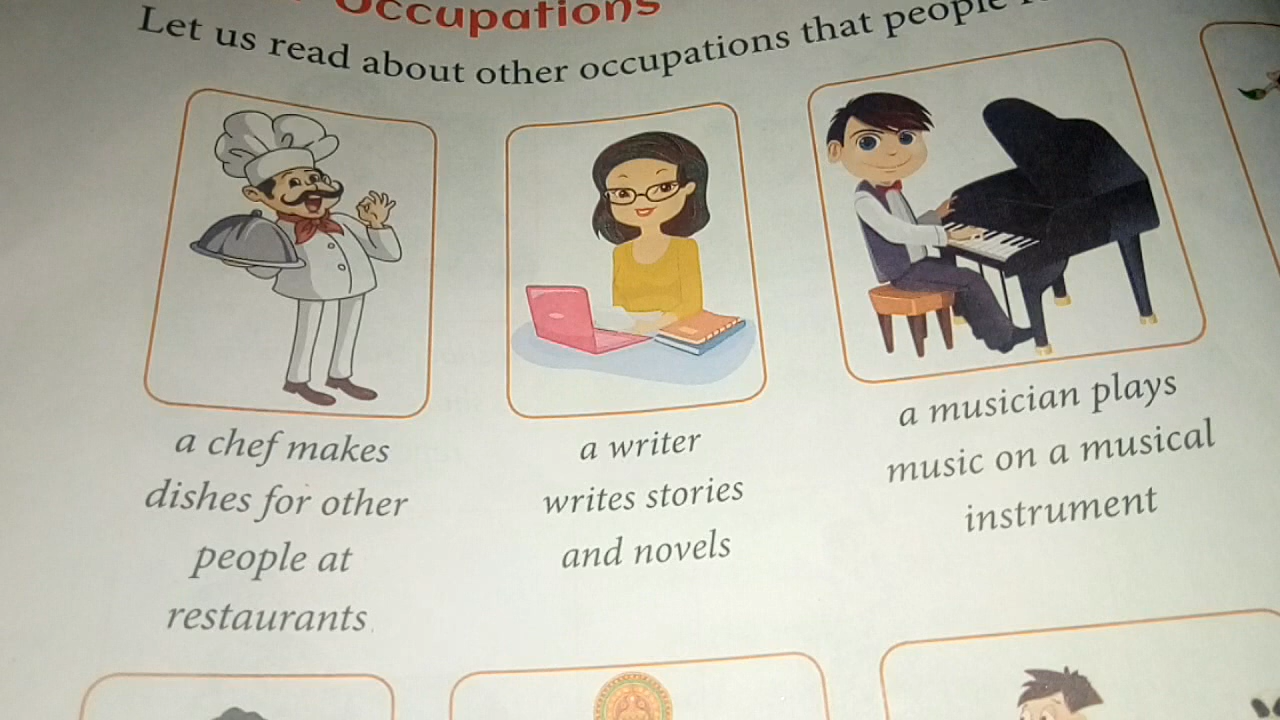 Occupations
Let us read about other occupations that people
a chef makes
dishes for other
people at
restaurants
a writer
writes stories
and novels
a musician plays
music on a musical
instrument